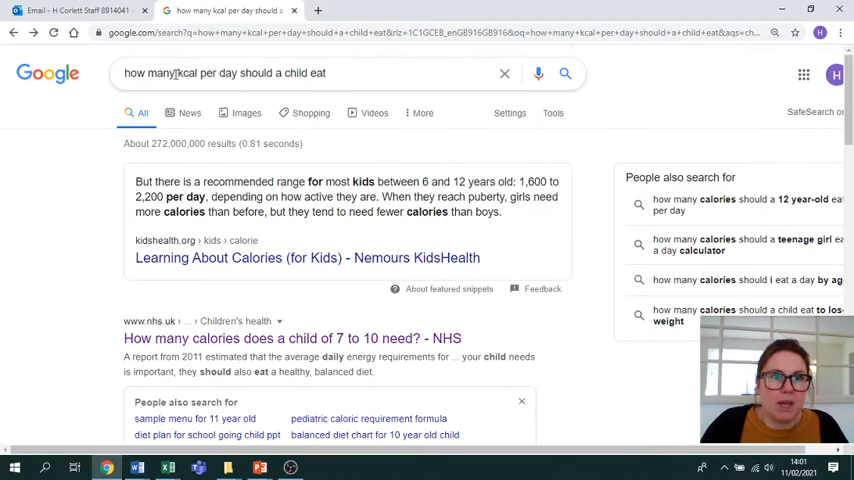 Email - H Corlett Staff 8914041 -
how many kcal per day should a
google.com/search?q=how+many+kcal+per+day+should+a+child+eat&rlz=1C1GCEB_enGB916GB916&oq=how+many+kcal+per+day+should+a+child+eat&aqs=c...
H
Google
how many kcal per day should a child eat
H
All
News
Images
Shopping
Videos
More
Settings
Tools
SafeSearch on
About 272,000,000 results (0.81 seconds)
But there is a recommended range for most kids between 6 and 12 years old: 1,600 to
2,200 per day, depending on how active they are. When they reach puberty, girls need
more calories than before, but they tend to need fewer calories than boys.
kidshealth.org › kids › calorie
Learning About Calories (for Kids) - Nemours KidsHealth
About featured snippets
Feedback
People also search for
how many calories should a 12 year-old eat
per day
how many calories should a teenage girl eat
a day calculator
how many calories should i eat a day by ag
how many calories should a child eat to lose
weight
www.nhs.uk › ... › Children's health
How many calories does a child of 7 to 10 need? - NHS
A report from 2011 estimated that the average daily energy requirements for ... your child needs
is important, they should also eat a healthy, balanced diet.
People also search for
sample menu for 11 year old
pediatric caloric requirement formula
diet plan for school going child ppt
balanced diet chart for 10 year old child
14:01
11/02/2021